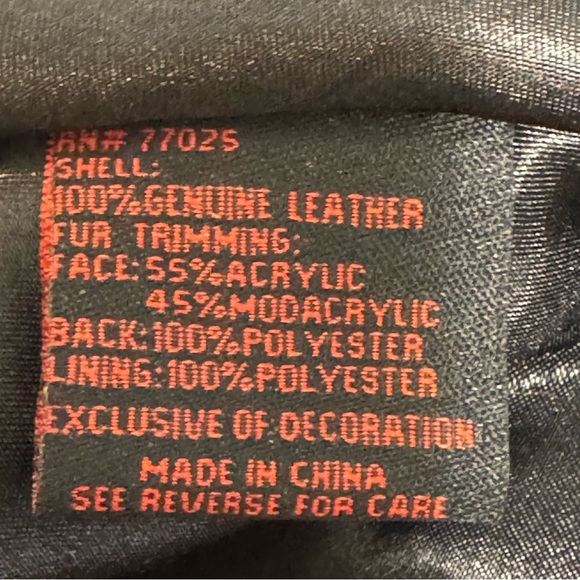 RN# 77025
SHELL:
100% GENUINE LEATHER
FUR TRIMMING:
FACE: 55% ACRYLIC
45% MODACRYLIC
BACK: 100% POLYESTER
LINING: 100% POLYESTER
EXCLUSIVE OF DECORATION
MADE IN CHINA
SEE REVERSE FOR CARE